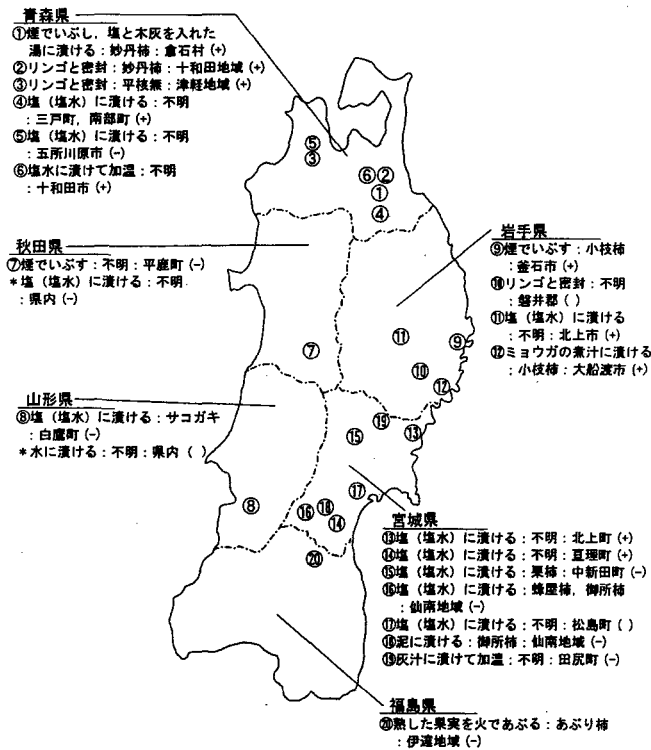 青森県
①煙でいぶし，塩と木灰を入れた
湯に漬ける：妙丹柿：倉石村 (+)
②リンゴと密封：妙丹柿：十和田地域 (+)
③リンゴと密封：平核無：津軽地域 (+)
④塩（塩水）に漬ける：不明
：三戸町，南部町 (+)
⑤塩（塩水）に漬ける：不明
：五所川原市 (-)
⑥塩水に漬けて加温：不明
：十和田市 (+)
⑤
③
⑥②
①
④
秋田県
⑦煙でいぶす：不明：平鹿町 (-)
＊塩（塩水）に漬ける：不明
：県内 (-)
⑦
岩手県
⑨煙でいぶす：小枝柿
：釜石市 (+)
⑩リンゴと密封：不明
：磐井郡 ( )
⑪塩（塩水）に漬ける
：不明：北上市 (+)
⑫ミョウガの煮汁に漬ける
：小枝柿：大船渡市 (+)
⑪
⑨
⑩
⑫
山形県
⑧塩（塩水）に漬ける：サコガキ
：白鷹町 (-)
＊水に漬ける：不明：県内 ( )
⑧
⑲
⑬
⑮
⑰
⑯
⑱
⑭
⑳
宮城県
⑬塩（塩水）に漬ける：不明：北上町 (+)
⑭塩（塩水）に漬ける：不明：亘理町 (+)
⑮塩（塩水）に漬ける：栗柿：中新田町 (-)
⑯塩（塩水）に漬ける：蜂屋柿，御所柿
：仙南地域 (-)
⑰塩（塩水）に漬ける：不明：松島町 ( )
⑱泥に漬ける：御所柿：仙南地域 (-)
⑲灰汁に漬けて加温：不明：田尻町 (-)
福島県
⑳熟した果実を火であぶる：あぶり柿
：伊達地域 (-)